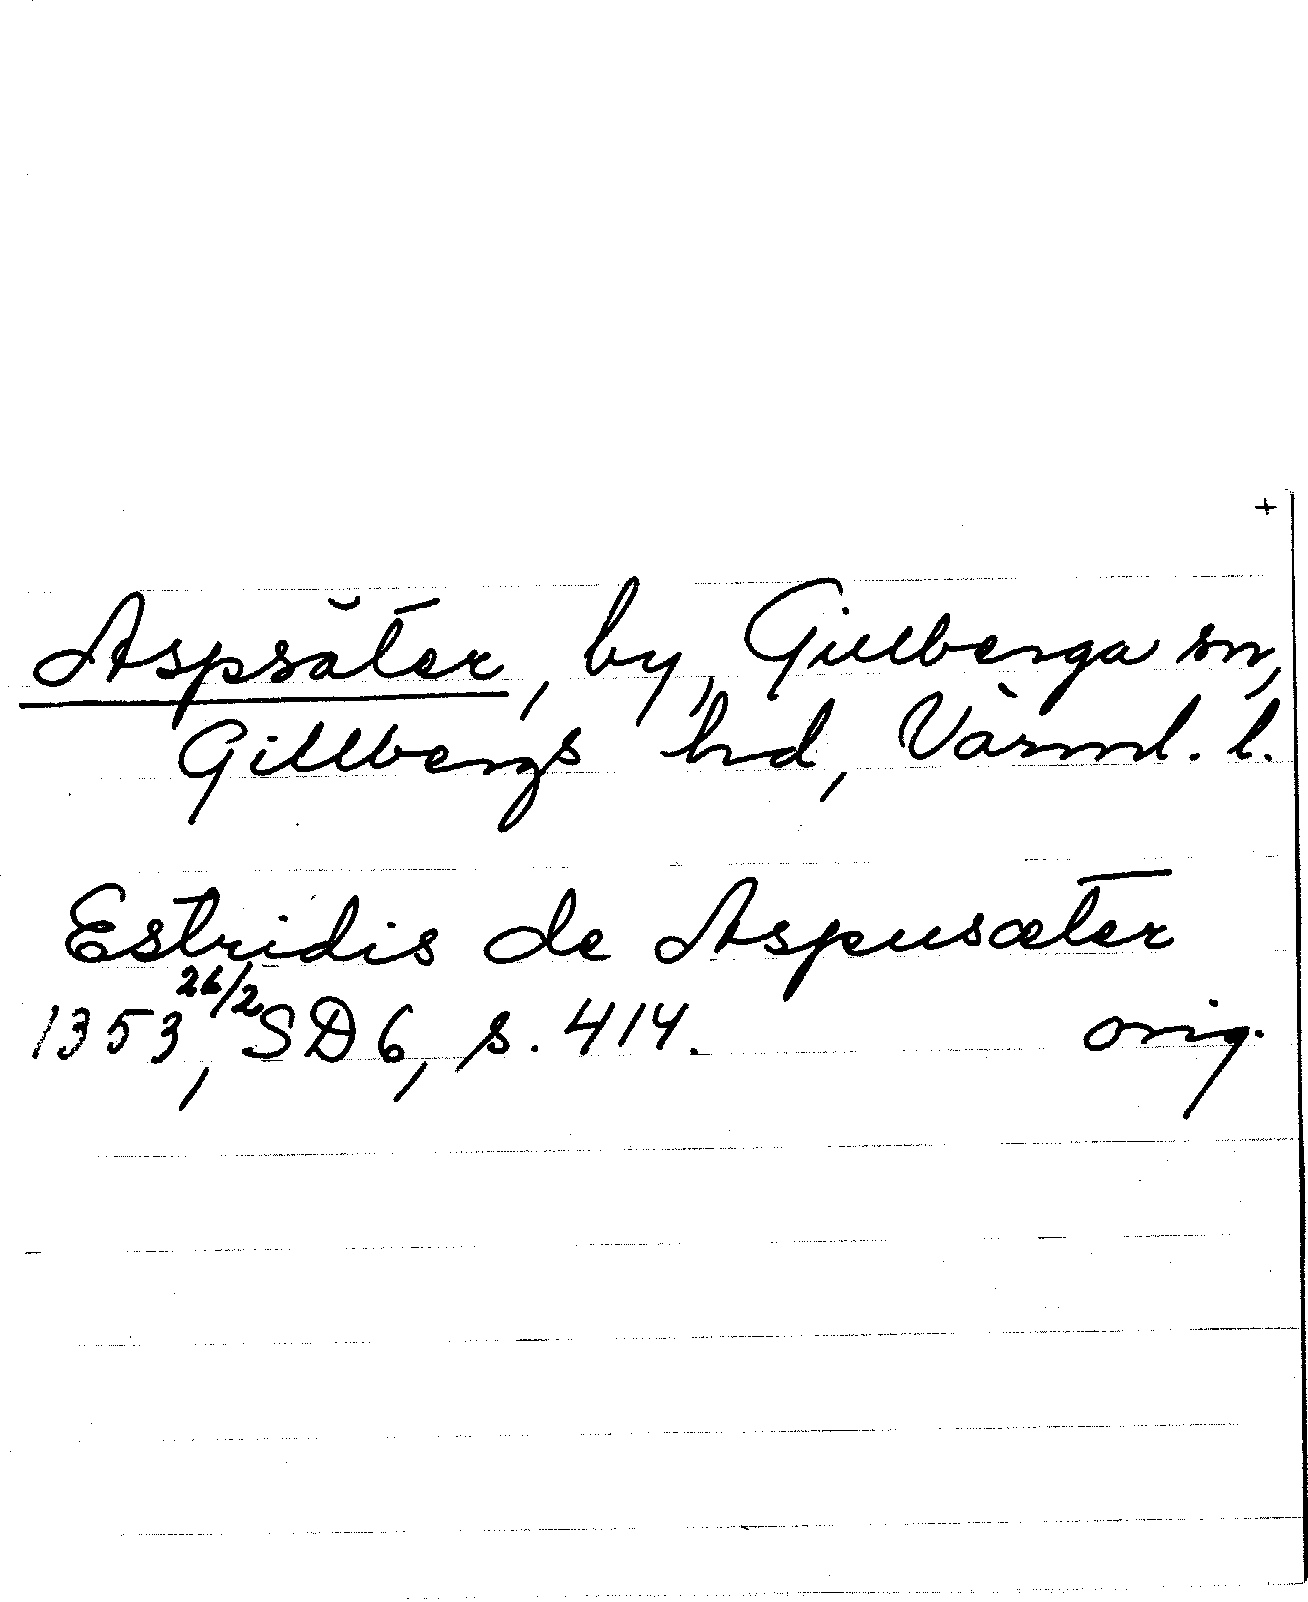 +
Aspsäter, by, Gillberga sn,
Gillbergs hd, Värml. l.
Estridis de Aspusæter
1353 26/2, SD 6, s. 414. orig.